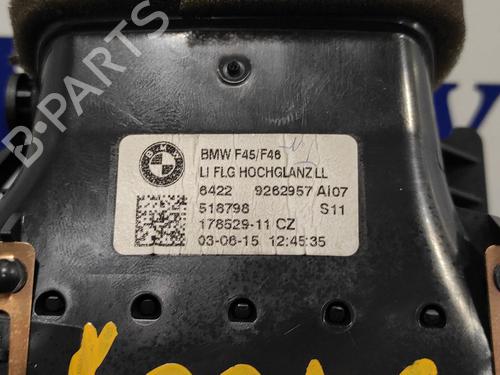 BMW F45/F46
LI FLG HOCHGLANZ LL
6422 9262957 AI07
518798 S11
178529-11 CZ
03-06-15 12:45:35